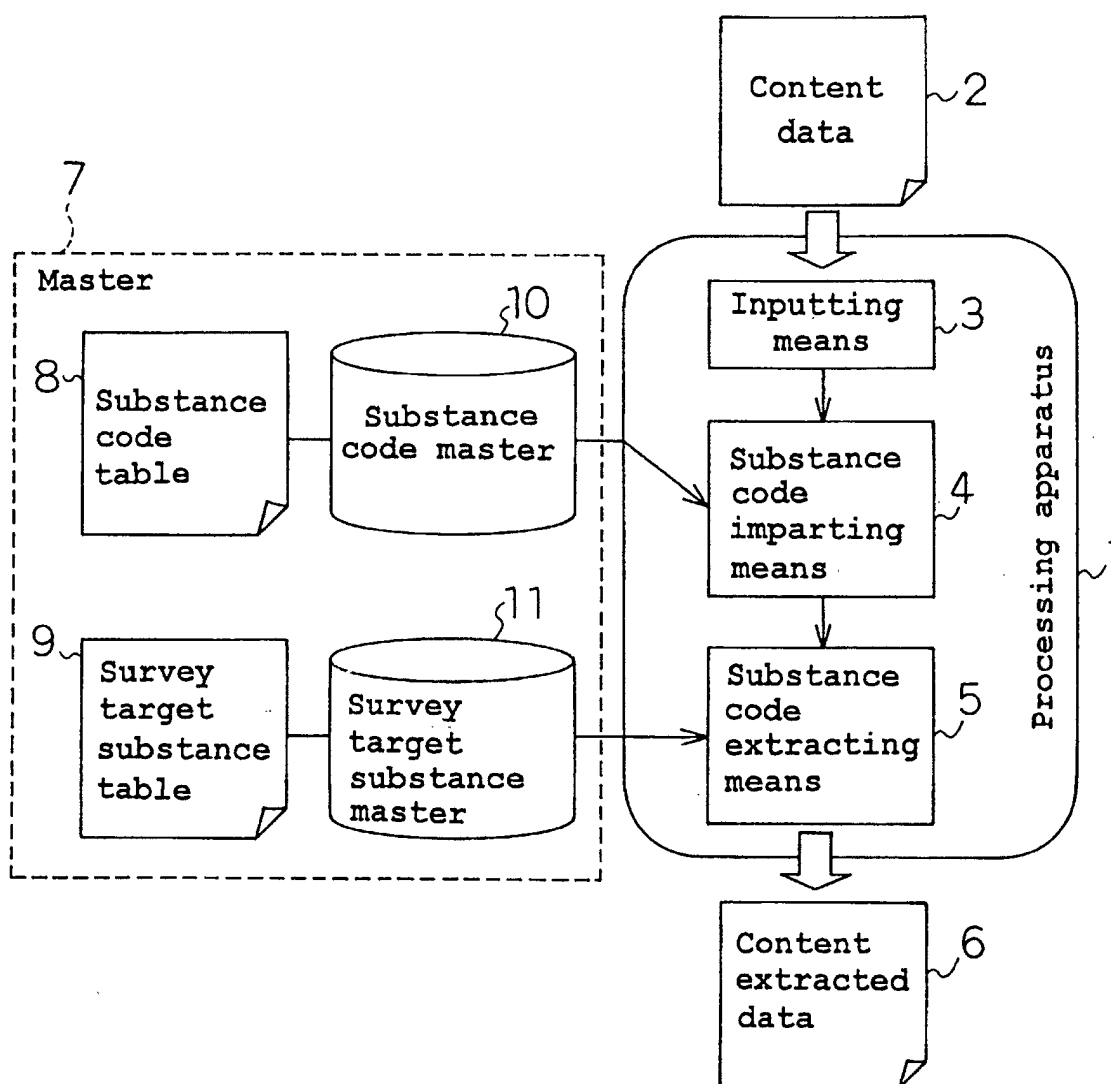 Content
data
2
7
Master
10
8
Substance
code
table
Substance
code master
Inputting
means
3
Substance
code
imparting
means
4
Processing apparatus
1
11
9
Survey
target
substance
table
Survey
target
substance
master
Substance
code
extracting
means
5
Content
extracted
data
6